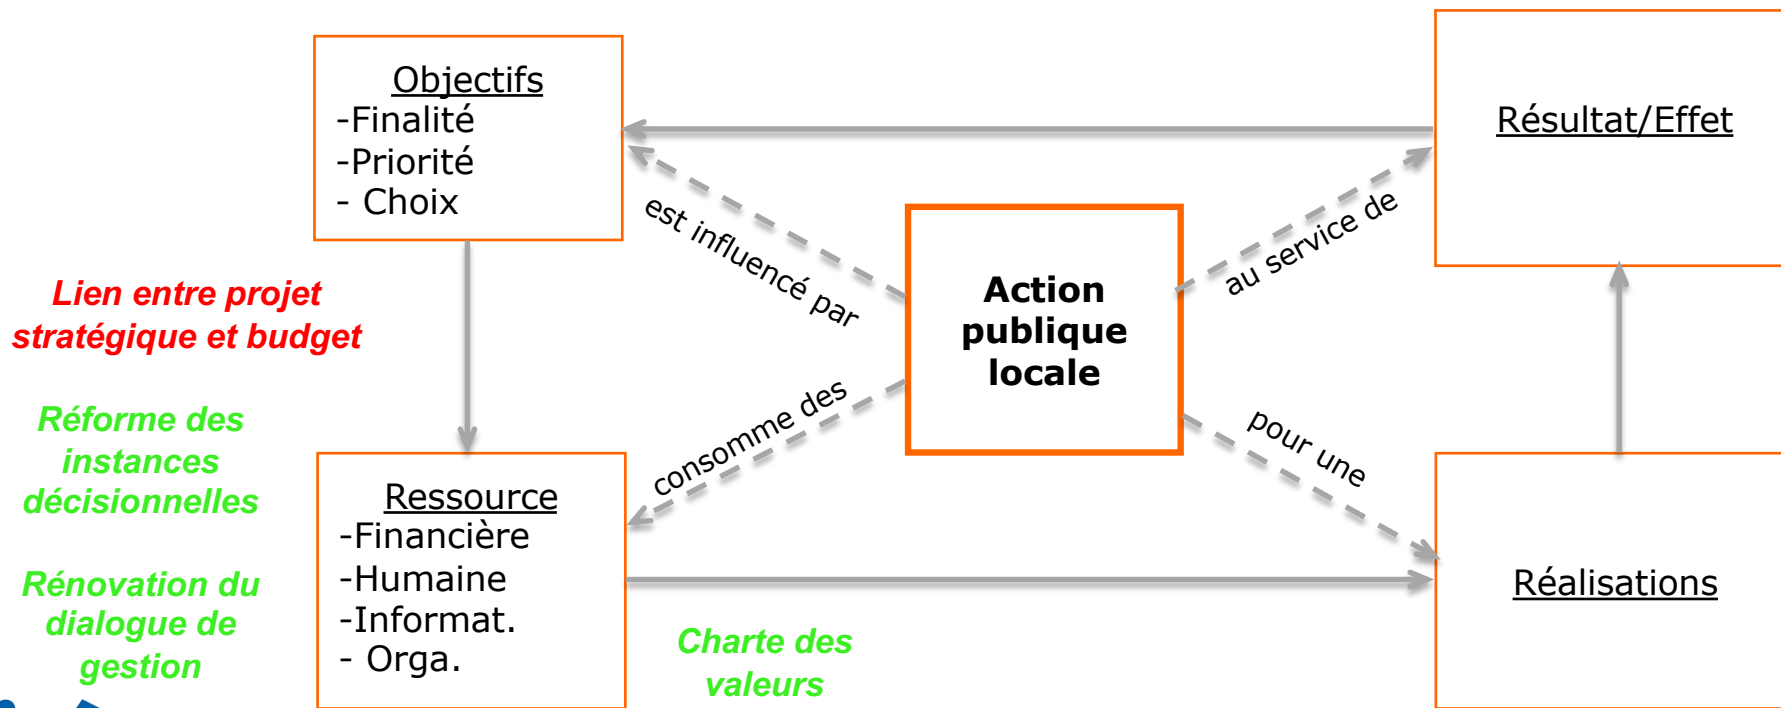 Objectifs
-Finalité
-Priorité
- Choix
Résultat/Effet
est influencé par
au service de
Action
publique
locale
Lien entre projet
stratégique et budget
Réforme des
instances
décisionnelles
Rénovation du
dialogue de
gestion
consomme des
pour une
Ressource
-Financière
-Humaine
-Informat.
- Orga.
Réalisations
Charte des
valeurs